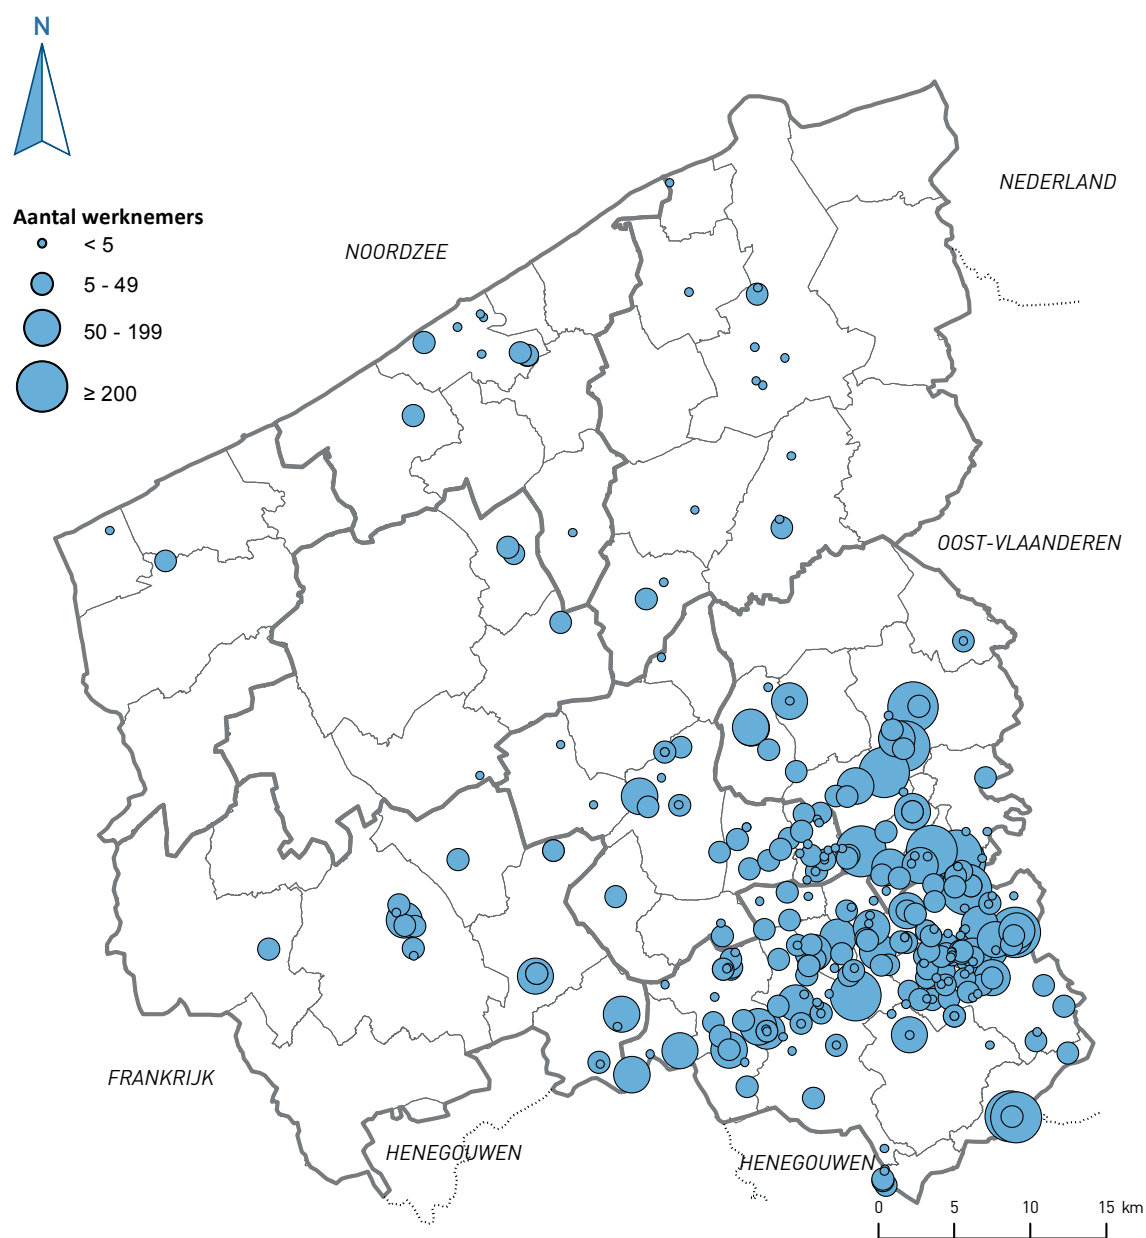 N
NEDERLAND
Aantal werknemers
< 5
NOORDZEE
5 - 49
50 - 199
≥ 200
OOST-VLAANDEREN
FRANKRIJK
HENEGOUWEN
HENEGOUWEN
0 5 10 15 km